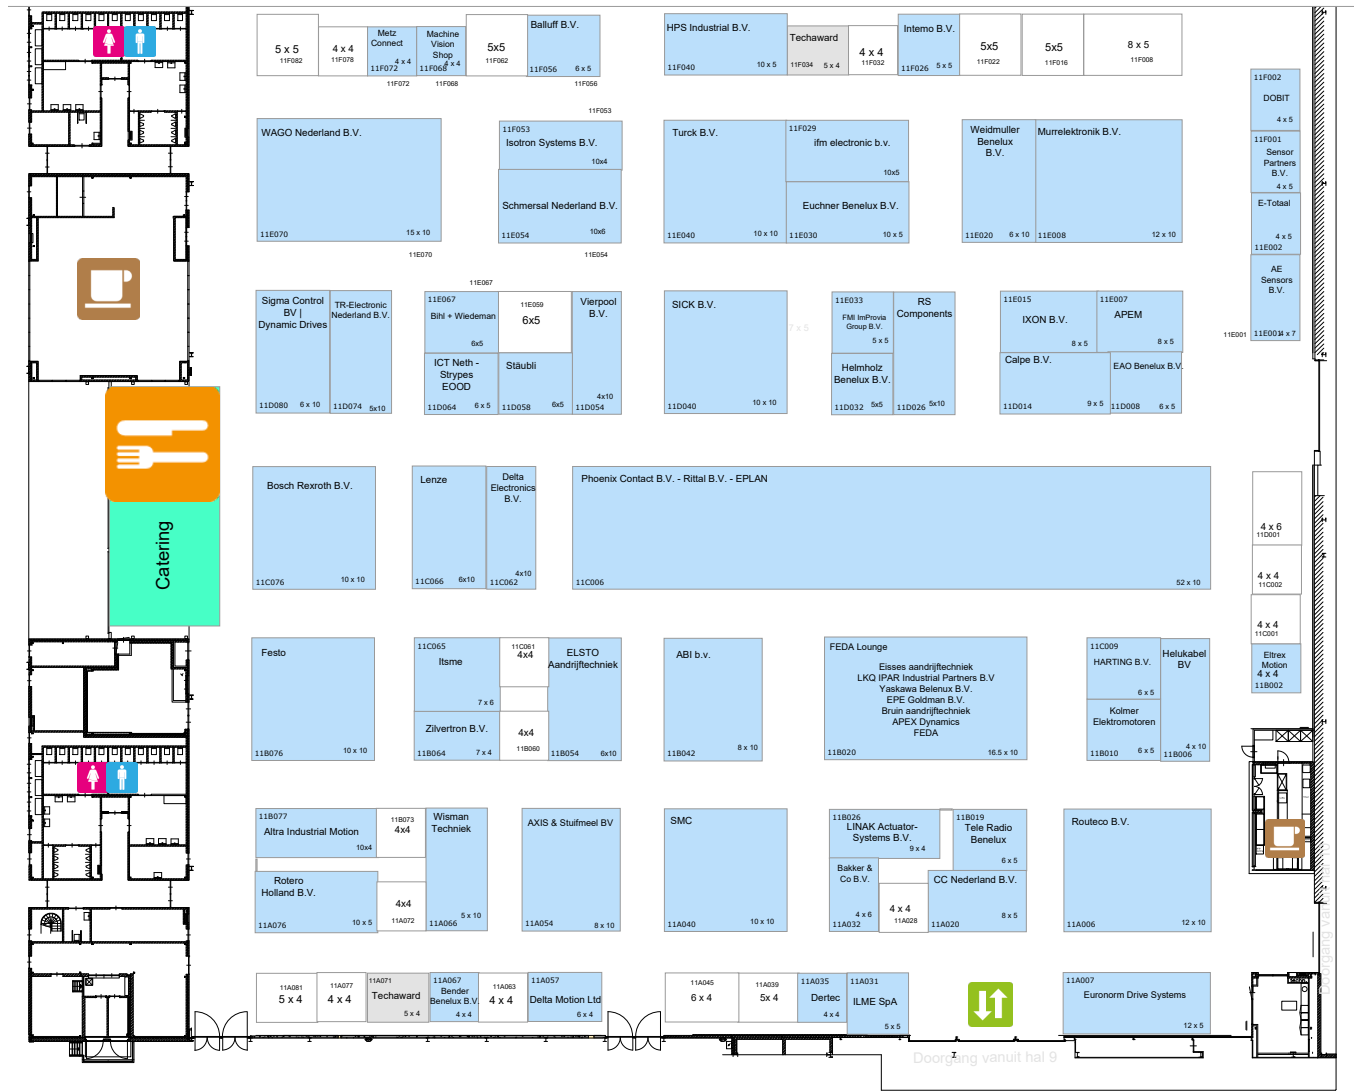 5 x 5
11F082
4 x 4
11F078
Metz
Connect
4 x 4
11F072
11F072
Machine
Vision
Shop
4 x 4
11F068
11F068
5x5
11F062
Balluff B.V.
11F056
6 x 5
11F056
HPS Industrial B.V.
11F040
10 x 5
Techaward
11F034
5 x 4
4 x 4
11F032
Intemo B.V.
11F026
5 x 5
5x5
11F022
5x5
11F016
8 x 5
11F008
11F002
DOBIT
4 x 5
11F001
Sensor
Partners
B.V.
4 x 5
E-Totaal
4 x 5
11E002
AE
Sensors
B.V.
11E001
4 x 7
11E001
WAGO Nederland B.V.
11E070
15 x 10
11E070
11F053
11F053
Isotron Systems B.V.
10x4
Schmersal Nederland B.V.
11E054
10x6
11E054
Turck B.V.
11E040
10 x 10
11F029
ifm electronic b.v.
10x5
Euchner Benelux B.V.
11E030
10 x 5
Weidmuller
Benelux
B.V.
11E020
6 x 10
Murrelektronik B.V.
11E008
12 x 10
Sigma Control
BV |
Dynamic Drives
11D080
6 x 10
TR-Electronic
Nederland B.V.
11D074
5x10
11E067
11E067
Bihl + Wiedeman
6x5
11E059
6x5
Vierpool
B.V.
4x10
11D054
ICT Neth -
Strypes
EOOD
11D064
6 x 5
Stäubli
11D058
6x5
SICK B.V.
11D040
10 x 10
7 x 5
11E033
FMI ImProvia
Group B.V.
5 x 5
RS
Components
11D026
5x10
Helmholz
Benelux B.V.
11D032
5x5
11E015
IXON B.V.
8 x 5
11E007
APEM
8 x 5
Calpe B.V.
11D014
9 x 5
EAO Benelux B.V.
11D008
6 x 5
Catering
Bosch Rexroth B.V.
11C076
10 x 10
Lenze
11C066
6x10
Delta
Electronics
B.V.
4x10
11C062
Phoenix Contact B.V. - Rittal B.V. - EPLAN
11C006
52 x 10
4 x 6
11D001
4 x 4
11C002
4 x 4
11C001
Eltrex
Motion
4 x 4
11B002
Festo
11B076
10 x 10
11C065
Itsme
7 x 6
11C061
4x4
ELSTO
Aandrijftechniek
11B054
6x10
Zilvertron B.V.
11B064
7 x 4
4x4
11B060
ABI b.v.
11B042
8 x 10
FEDA Lounge
Eisses aandrijftechniek
LKQ IPAR Industrial Partners B.V
Yaskawa Belenux B.V.
EPE Goldman B.V.
Bruin aandrijftechniek
APEX Dynamics
FEDA
11B020
16.5 x 10
11C009
HARTING B.V.
6 x 5
Helukabel
BV
4 x 10
11B006
Kolmer
Elektromotoren
11B010
6 x 5
11B077
Altra Industrial Motion
10x4
11B073
4x4
Wisman
Techniek
5 x 10
11A066
Rotero
Holland B.V.
11A076
10 x 5
4x4
11A072
AXIS & Stuifmeel BV
11A054
8 x 10
SMC
11A040
10 x 10
11B026
LINAK Actuator-
Systems B.V.
9 x 4
11B019
Tele Radio
Benelux
6 x 5
Bakker &
Co B.V.
4 x 6
11A032
4 x 4
11A028
CC Nederland B.V.
11A020
8 x 5
Routeco B.V.
11A006
12 x 10
11A081
5 x 4
11A077
4 x 4
11A071
Techaward
5 x 4
11A067
Bender
Benelux B.V.
4 x 4
11A063
4 x 4
11A057
Delta Motion Ltd
6 x 4
11A045
6 x 4
11A039
5x 4
11A035
Dertec
4 x 4
11A031
ILME SpA
5 x 5
11A007
Euronorm Drive Systems
12 x 5
Doorgang vanuit hal 9